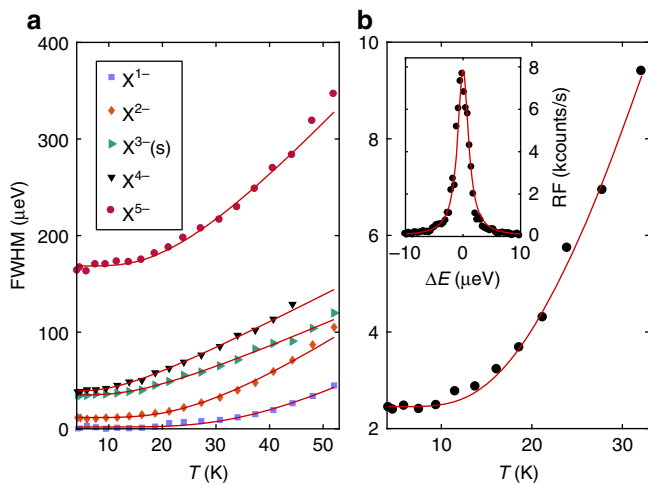 a
400
300
200
100
0
FWHM (μeV)
X1−
X2−
X3−(s)
X4−
X5−
10
20
30
40
50
T (K)
b
10
8
6
4
2
10
20
30
T (K)
8
6
4
2
0
RF (kcounts/s)
−10
0
10
ΔE (μeV)